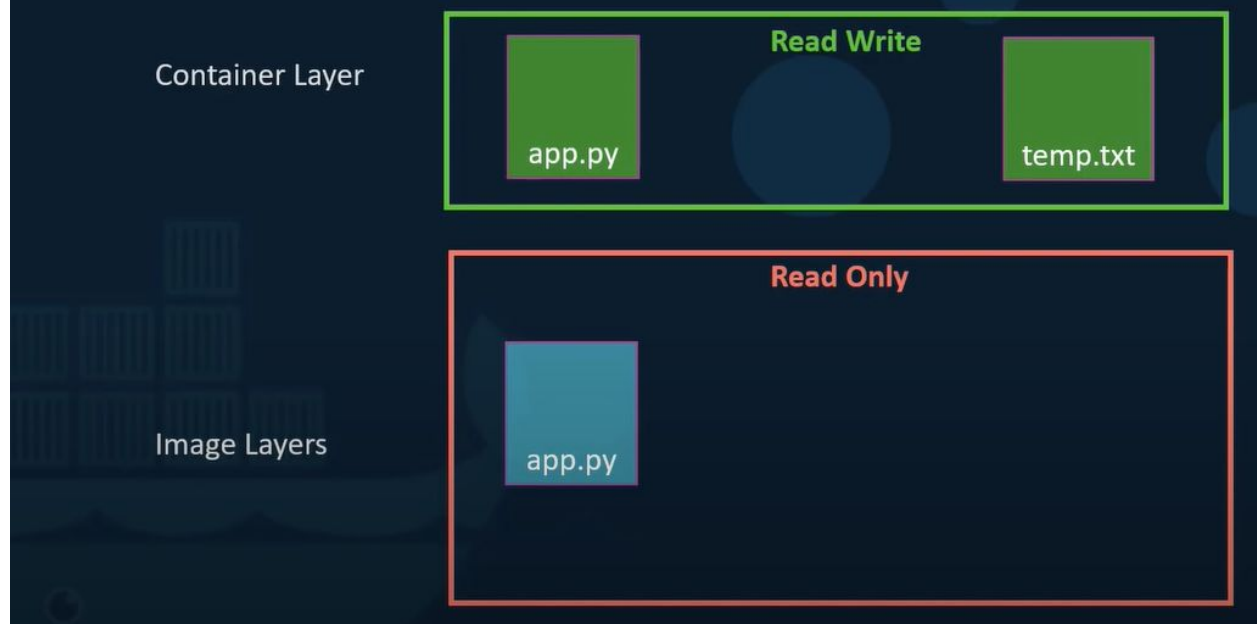 Read Write
Container Layer
app.py
temp.txt
Read Only
Image Layers
app.py